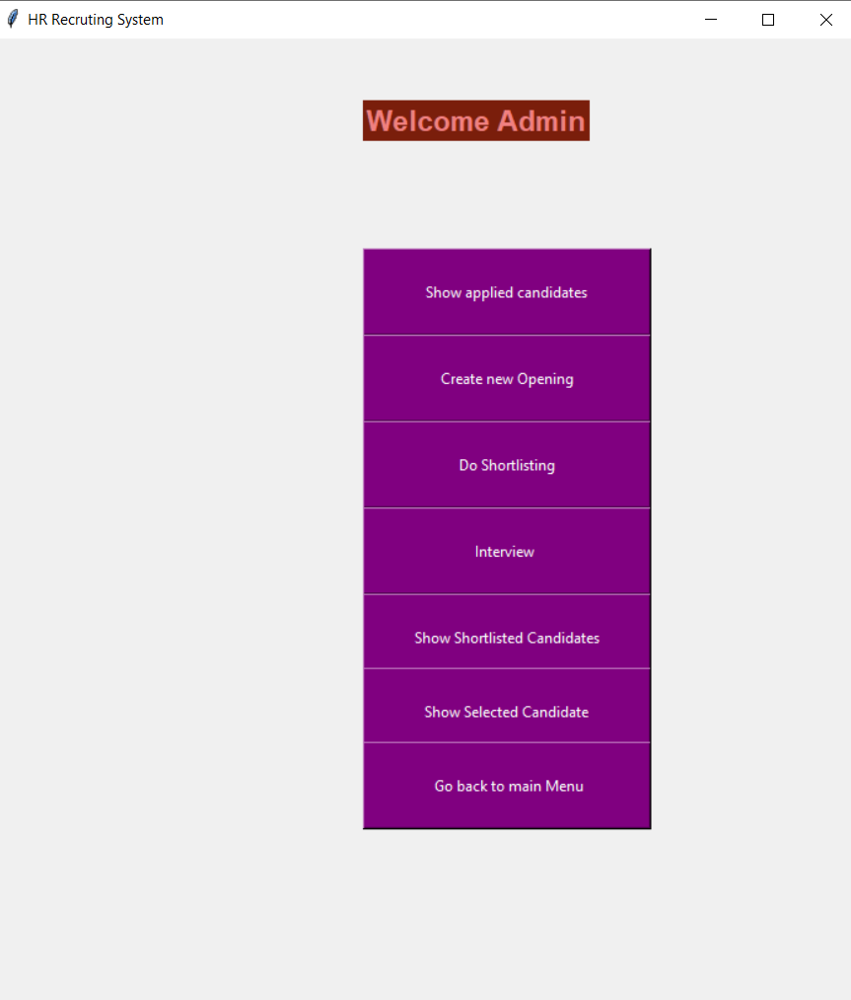 HR Recruting System
Welcome Admin
Show applied candidates
Create new Opening
Do Shortlisting
Interview
Show Shortlisted Candidates
Show Selected Candidate
Go back to main Menu